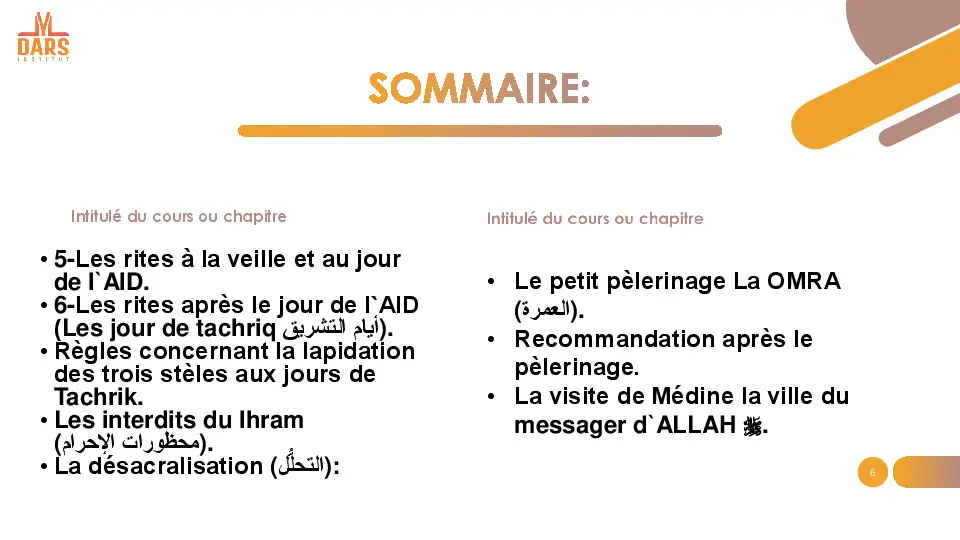 DARS
INSTITUT
SOMMAIRE:
Intitulé du cours ou chapitre
• 5-Les rites à la veille et au jour
de l`AID.
• 6-Les rites après le jour de l`AID
(Les jour de tachriq أيام التشريق).
• Règles concernant la lapidation
des trois stèles aux jours de
Tachrik.
• Les interdits du Ihram
(محظورات الإحرام).
• La désacralisation (التحلُّل):
Intitulé du cours ou chapitre
• Le petit pèlerinage La OMRA
(العمرة).
• Recommandation après le
pèlerinage.
• La visite de Médine la ville du
messager d`ALLAH ﷺ.
6